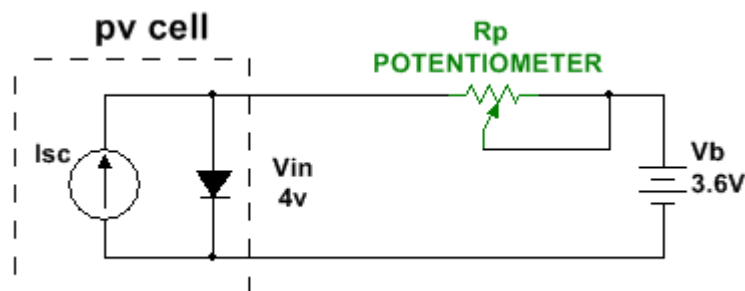 pv cell
Rp
POTENTIOMETER
Isc
Vin
4v
Vb
3.6V